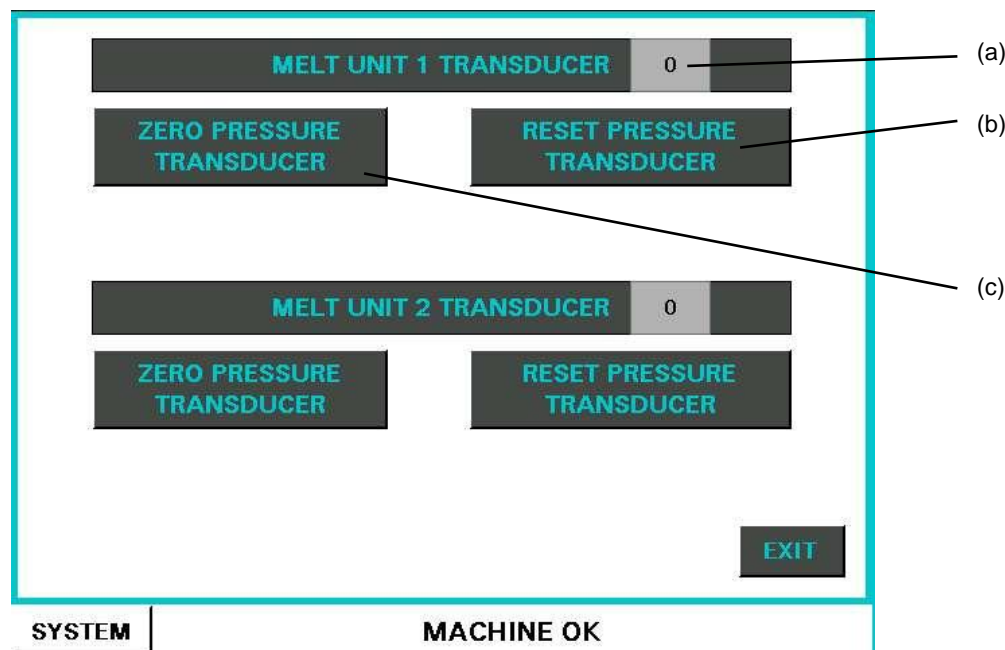 MELT UNIT 1 TRANSDUCER 0 (a)
ZERO PRESSURE TRANSDUCER
RESET PRESSURE TRANSDUCER (b)
(c)
MELT UNIT 2 TRANSDUCER 0
ZERO PRESSURE TRANSDUCER
RESET PRESSURE TRANSDUCER
EXIT
SYSTEM MACHINE OK